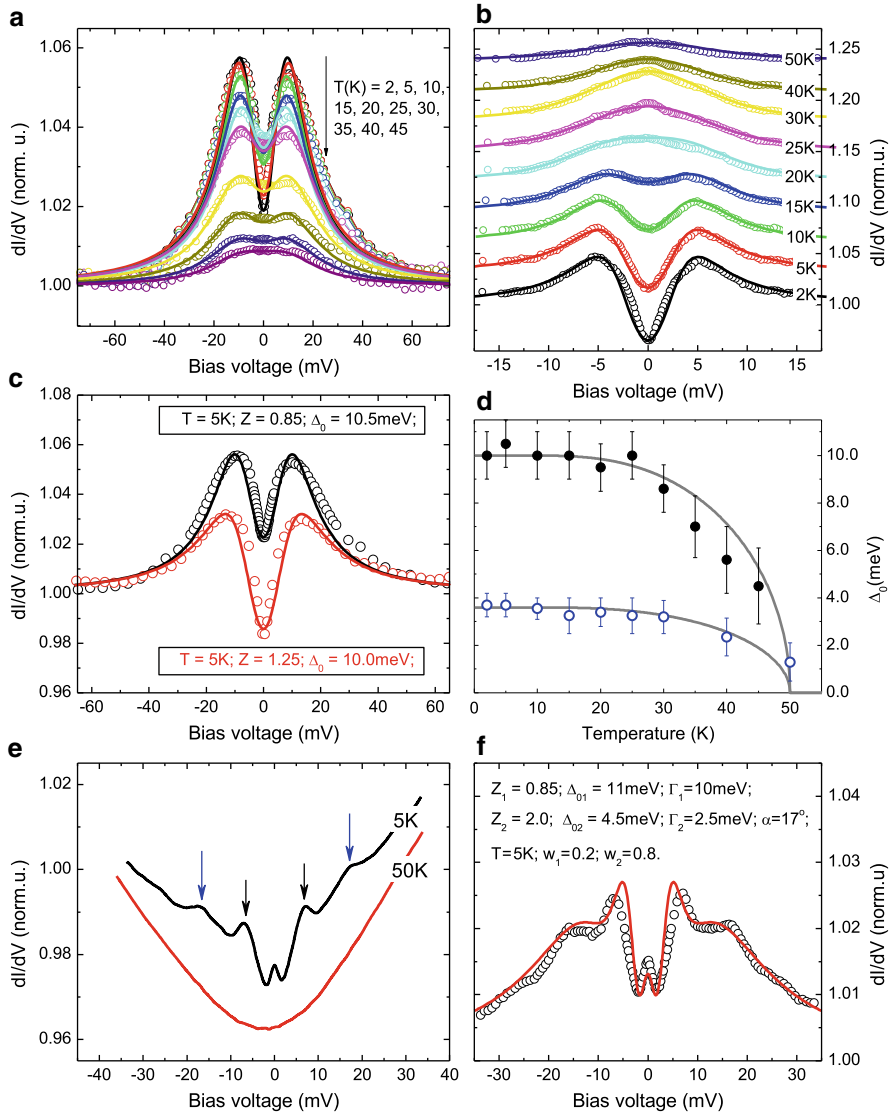 a
1.06
1.04
1.02
1.00
dI/dV (norm. u.)
T(K) = 2, 5, 10,
15, 20, 25, 30,
35, 40, 45
-60 -40 -20 0 20 40 60
Bias voltage (mV)
b
50K
40K
30K
25K
20K
15K
10K
5K
2K
1.25
1.20
1.15
1.10
1.05
1.00
dI/dV (norm. u.)
-15 -10 -5 0 5 10 15
Bias voltage (mV)
c
1.08
1.06
1.04
1.02
1.00
0.98
0.96
dI/dV (norm.u.)
T = 5K; Z = 0.85; Δ₀ = 10.5meV;
T = 5K; Z = 1.25; Δ₀ = 10.0meV;
-60 -40 -20 0 20 40 60
Bias voltage (mV)
d
10.0
8.0
6.0
4.0
2.0
0.0
Δ₀(meV)
0 10 20 30 40 50
Temperature (K)
e
1.02
1.00
0.98
0.96
dI/dV (norm.u.)
5K
50K
-40 -30 -20 -10 0 10 20 30 40
Bias voltage (mV)
f
Z₁ = 0.85; Δ₀₁ = 11meV; Γ₁=10meV;
Z₂ = 2.0; Δ₀₂ = 4.5meV; Γ₂=2.5meV; α=17°;
T=5K; w₁=0.2; w₂=0.8.
1.05
1.04
1.03
1.02
1.01
1.00
dI/dV (norm.u)
-30 -20 -10 0 10 20 30
Bias voltage (mV)